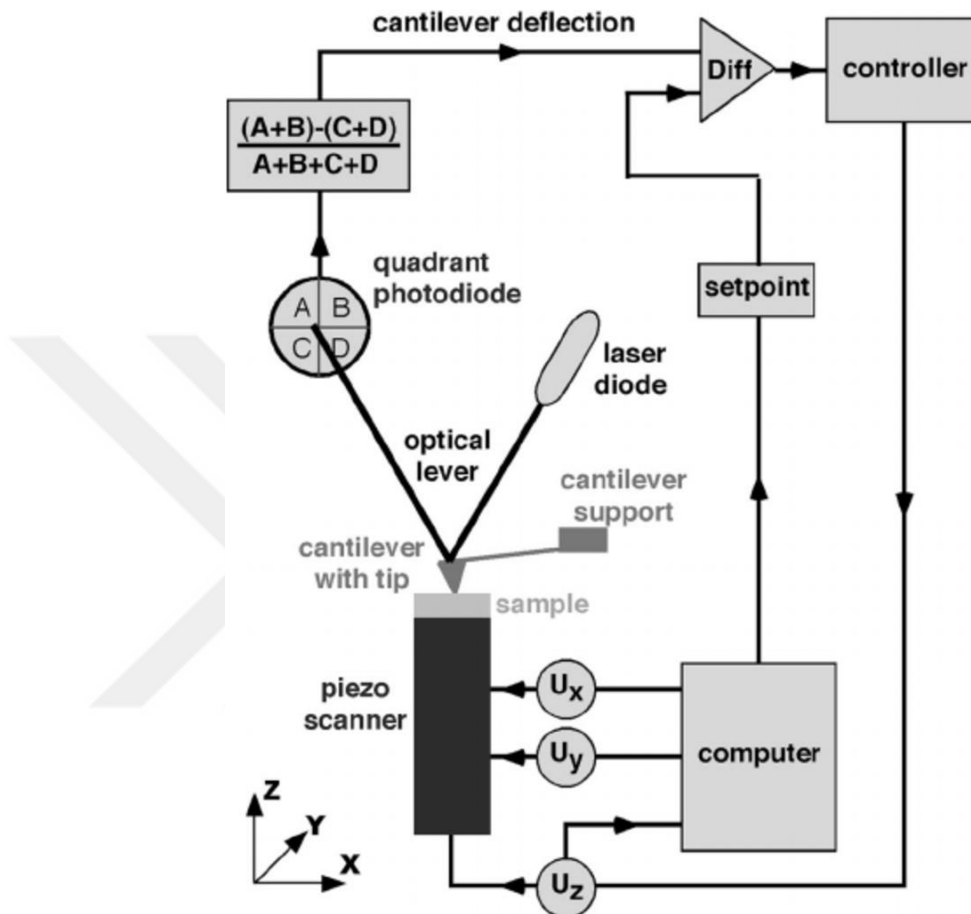 cantilever deflection
Diff
controller
(A+B)-(C+D)
A+B+C+D
quadrant
photodiode
A B
C D
setpoint
laser
diode
optical
lever
cantilever
support
cantilever
with tip
sample
piezo
scanner
Ux
Uy
computer
Z
Y
X
Uz